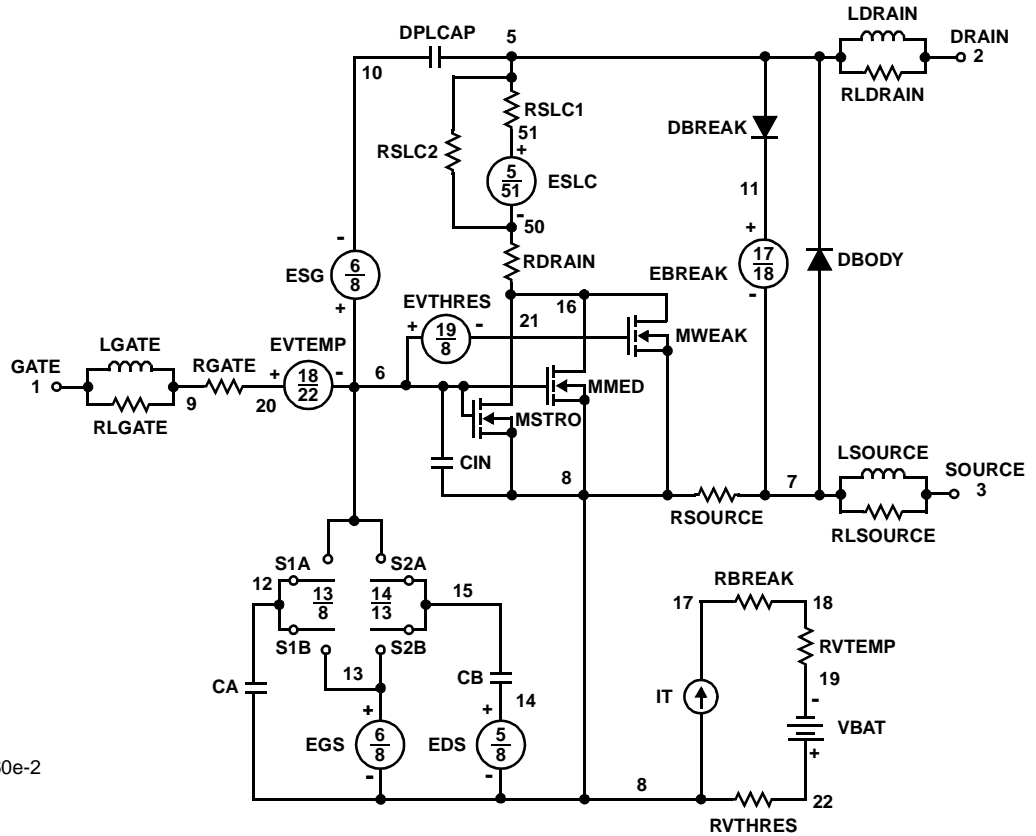 LDRAIN
DPLCAP 5 DRAIN
2
10
RLDRAIN
RSLC1
51
DBREAK
+
RSLC2
5
51
ESLC
11
-
50
+
-
17
18
DBODY
RDRAIN
EBREAK
ESG
6
8
-
+
EVTHRES
16
21
+ 19 -
8
MWEAK
LGATE
EVTEMP
GATE
1
RGATE
+ 18 -
22
6
MMED
9 20
RLGATE
MSTRO
LSOURCE
CIN
8 7 SOURCE
3
RSOURCE
RLSOURCE
S1A S2A
12
13
8
14
13
15
RBREAK
17 18
S1B S2B
RVTEMP
13
CB
19
CA
14
IT
-
+ +
VBAT
EGS 6
8
EDS 5
8
+
- -
8
22
RVTHRES
60e-2